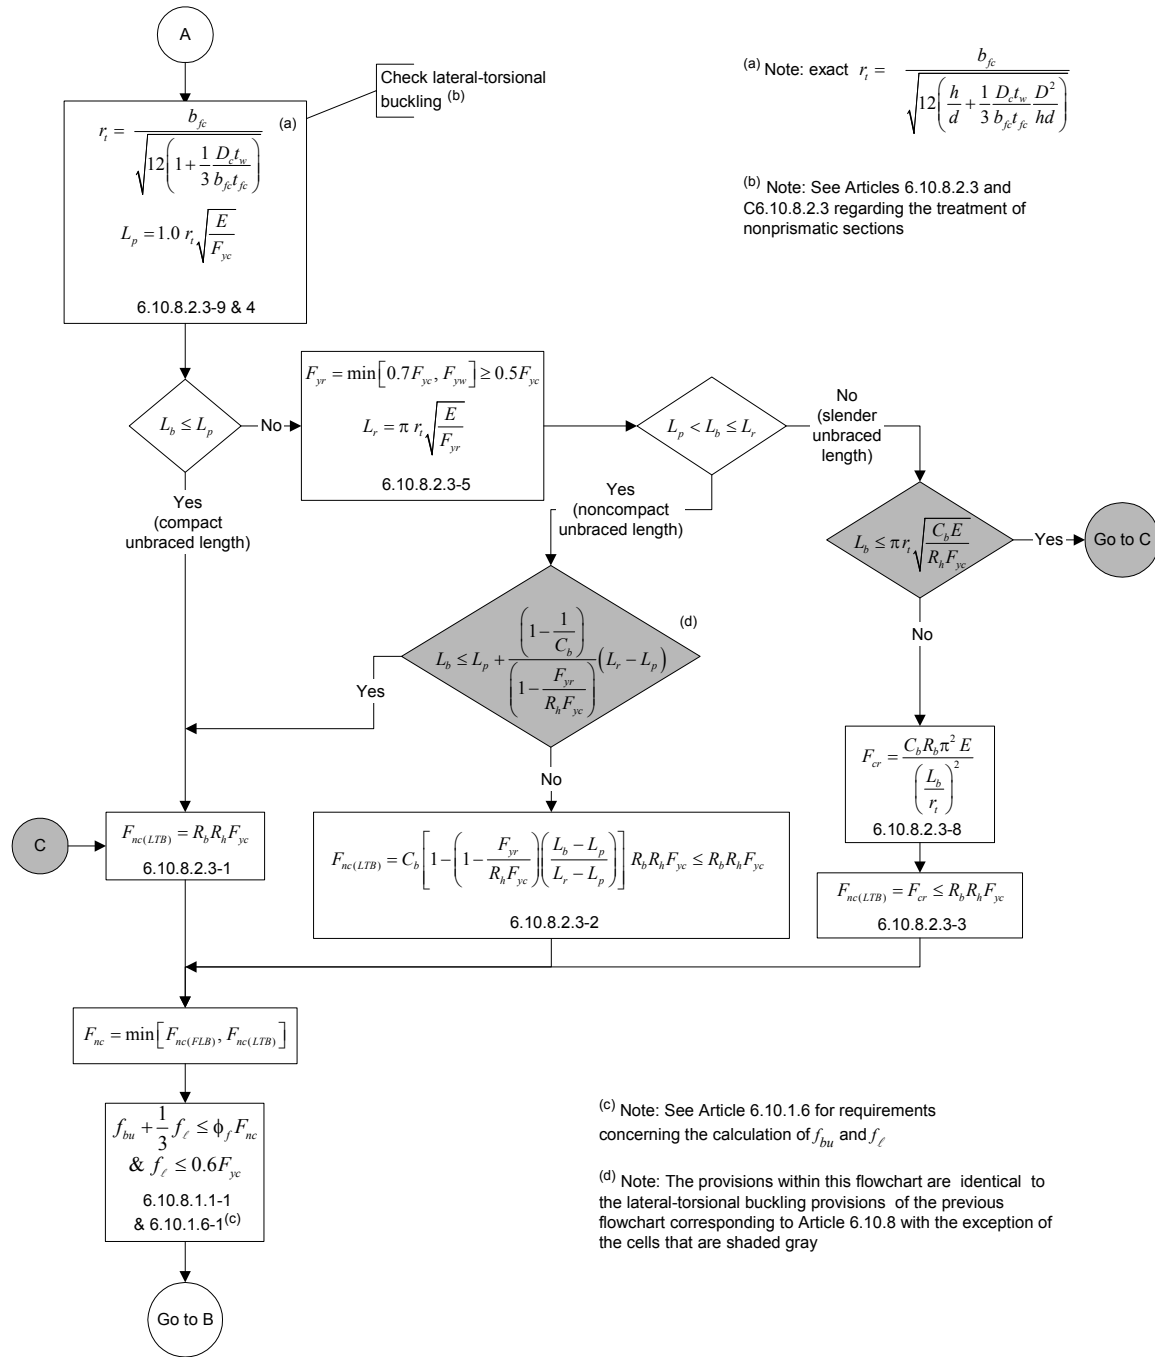 A
Check lateral-torsional
buckling (b)
(a)
r_t = b_fc / √(12(1 + (1/3)(D_c t_w / b_fc t_fc)))
L_p = 1.0 r_t √(E / F_yc)
6.10.8.2.3-9 & 4
(a) Note: exact r_t = b_fc / √(12(h/d + (1/3)(D_c t_w / b_fc t_fc)(D² / hd)))
(b) Note: See Articles 6.10.8.2.3 and
C6.10.8.2.3 regarding the treatment of
nonprismatic sections
L_b ≤ L_p
No
F_yr = min[0.7F_yc, F_yw] ≥ 0.5F_yc
L_r = π r_t √(E / F_yr)
6.10.8.2.3-5
L_p < L_b ≤ L_r
No
(slender
unbraced
length)
Yes
(compact
unbraced length)
Yes
(noncompact
unbraced length)
L_b ≤ π r_t √(C_b E / R_h F_yc)
Yes
Go to C
No
(d)
L_b ≤ L_p + ((1 − 1/C_b) / (1 − F_yr / R_h F_yc))(L_r − L_p)
Yes
No
F_cr = C_b R_b π² E / (L_b / r_t)²
6.10.8.2.3-8
C
F_nc(LTB) = R_b R_h F_yc
6.10.8.2.3-1
F_nc(LTB) = C_b[1 − (1 − F_yr / R_h F_yc)((L_b − L_p) / (L_r − L_p))] R_b R_h F_yc ≤ R_b R_h F_yc
6.10.8.2.3-2
F_nc(LTB) = F_cr ≤ R_b R_h F_yc
6.10.8.2.3-3
F_nc = min[F_nc(FLB), F_nc(LTB)]
f_bu + (1/3) f_ℓ ≤ ϕ_f F_nc
& f_ℓ ≤ 0.6F_yc
6.10.8.1.1-1
& 6.10.1.6-1(c)
Go to B
(c) Note: See Article 6.10.1.6 for requirements
concerning the calculation of f_bu and f_ℓ
(d) Note: The provisions within this flowchart are identical to
the lateral-torsional buckling provisions of the previous
flowchart corresponding to Article 6.10.8 with the exception of
the cells that are shaded gray